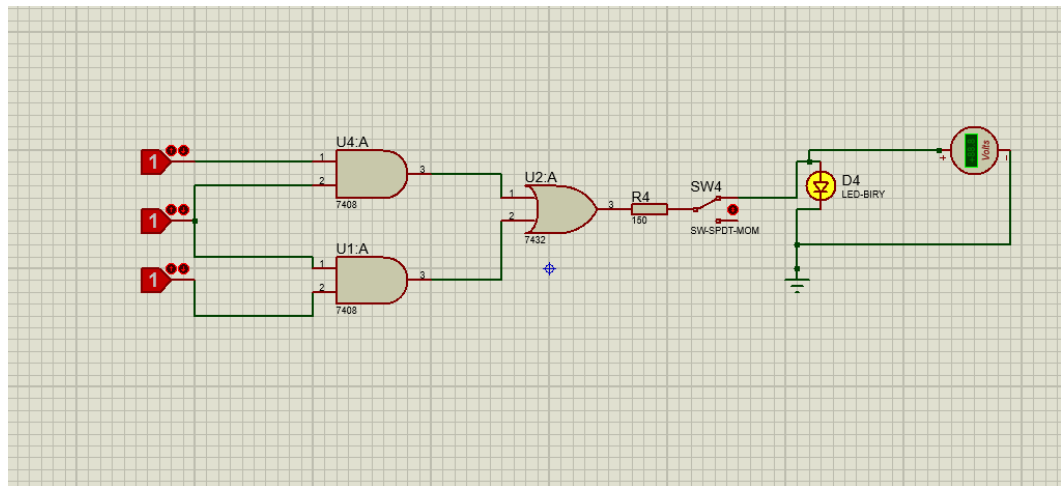 U4:A
1
1
2
3
7408
1
U1:A
1
1
2
3
7408
U2:A
1
2
3
7432
R4
150
SW4
SW-SPDT-MOM
D4
LED-BIRY
+
Volts
-